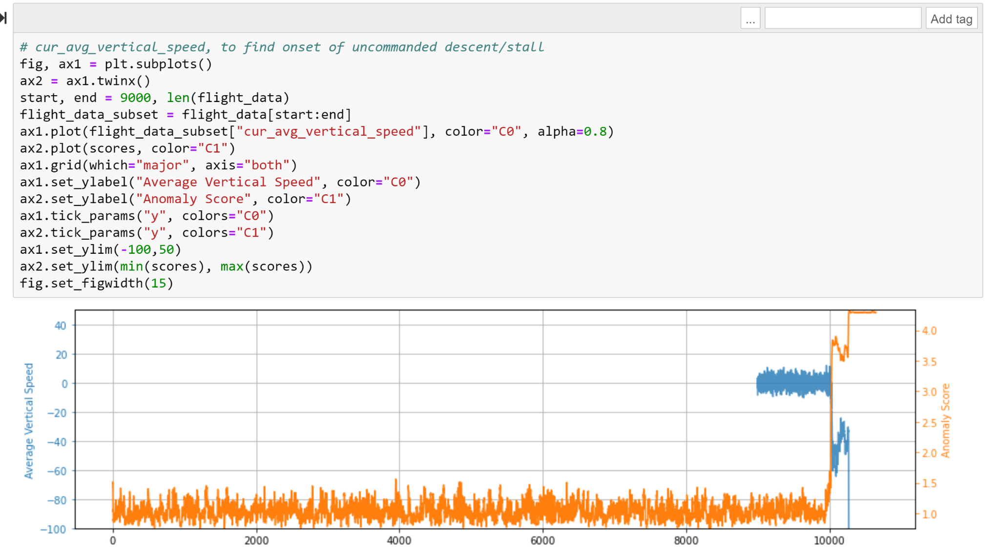 ...
Add tag
# cur_avg_vertical_speed, to find onset of uncommanded descent/stall
fig, ax1 = plt.subplots()
ax2 = ax1.twinx()
start, end = 9000, len(flight_data)
flight_data_subset = flight_data[start:end]
ax1.plot(flight_data_subset["cur_avg_vertical_speed"], color="C0", alpha=0.8)
ax2.plot(scores, color="C1")
ax1.grid(which="major", axis="both")
ax1.set_ylabel("Average Vertical Speed", color="C0")
ax2.set_ylabel("Anomaly Score", color="C1")
ax1.tick_params("y", colors="C0")
ax2.tick_params("y", colors="C1")
ax1.set_ylim(-100,50)
ax2.set_ylim(min(scores), max(scores))
fig.set_figwidth(15)
Average Vertical Speed
40
20
0
−20
−40
−60
−80
−100
0
2000
4000
6000
8000
10000
4.0
3.5
3.0
2.5
2.0
1.5
1.0
Anomaly Score